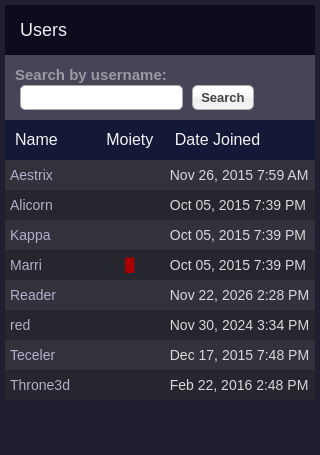 Users
Search by username:
Search
Name Moiety Date Joined
Aestrix Nov 26, 2015 7:59 AM
Alicorn Oct 05, 2015 7:39 PM
Kappa Oct 05, 2015 7:39 PM
Marri Oct 05, 2015 7:39 PM
Reader Nov 22, 2026 2:28 PM
red Nov 30, 2024 3:34 PM
Teceler Dec 17, 2015 7:48 PM
Throne3d Feb 22, 2016 2:48 PM